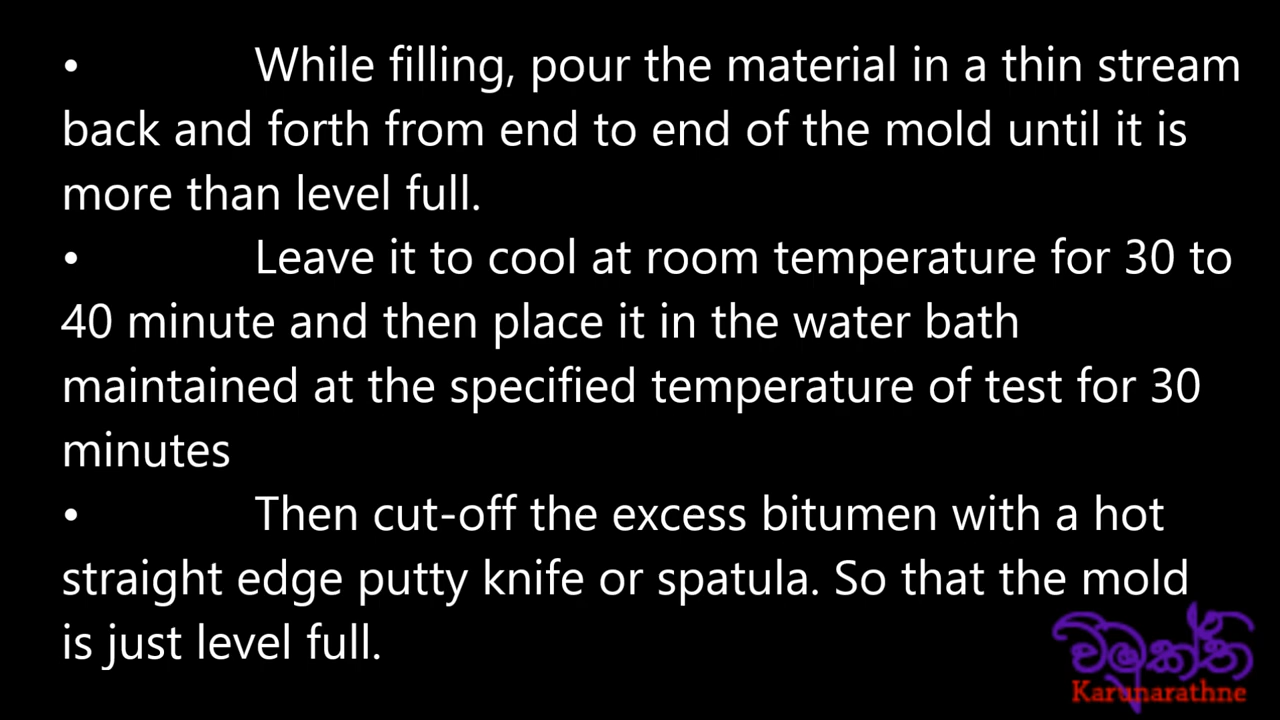 • While filling, pour the material in a thin stream
back and forth from end to end of the mold until it is
more than level full.
• Leave it to cool at room temperature for 30 to
40 minute and then place it in the water bath
maintained at the specified temperature of test for 30
minutes
• Then cut-off the excess bitumen with a hot
straight edge putty knife or spatula. So that the mold
is just level full.
විමුක්ති
Karunarathne